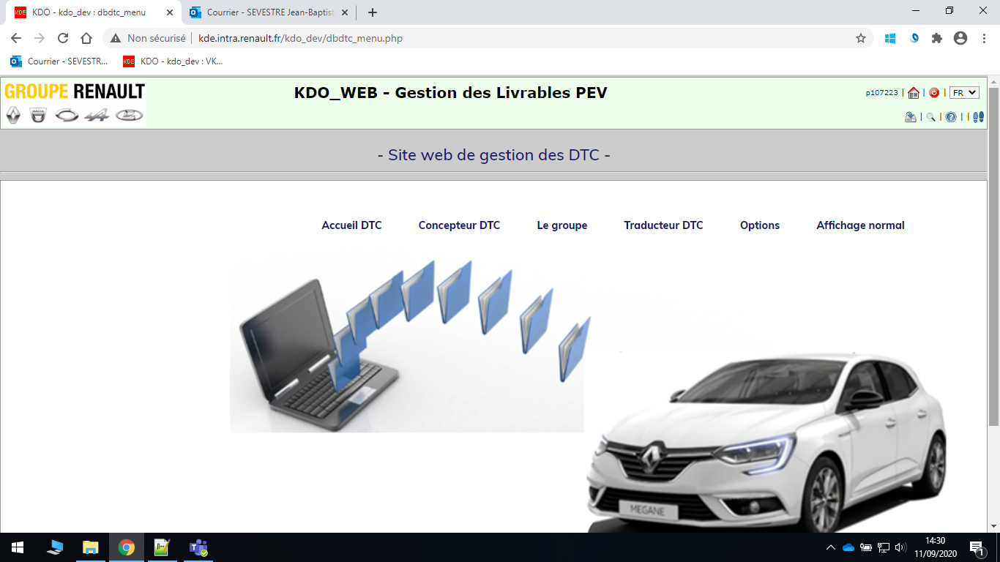 KDO - kdo_dev : dbdtc_menu
Courrier - SEVESTRE Jean-Baptist
Non sécurisé
kde.intra.renault.fr/kdo_dev/dbdtc_menu.php
Courrier - SEVESTR...
KDE
KDO - kdo_dev : VK...
GROUPE RENAULT
KDO_WEB - Gestion des Livrables PEV
p107223 | | | FR
- Site web de gestion des DTC -
Accueil DTC
Concepteur DTC
Le groupe
Traducteur DTC
Options
Affichage normal
MEGANE
14:30
11/09/2020
1